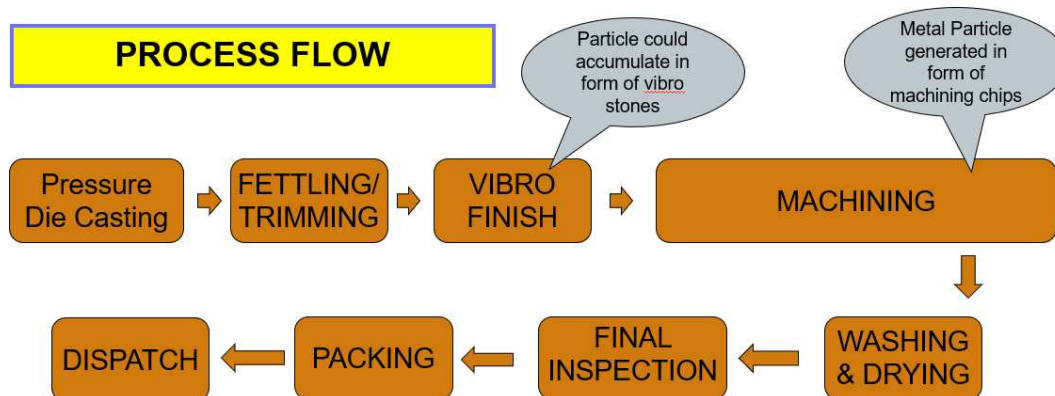 PROCESS FLOW
Particle could
accumulate in
form of vibro
stones
Metal Particle
generated in
form of
machining chips
Pressure
Die Casting
FETTLING/
TRIMMING
VIBRO
FINISH
MACHINING
WASHING
& DRYING
FINAL
INSPECTION
PACKING
DISPATCH